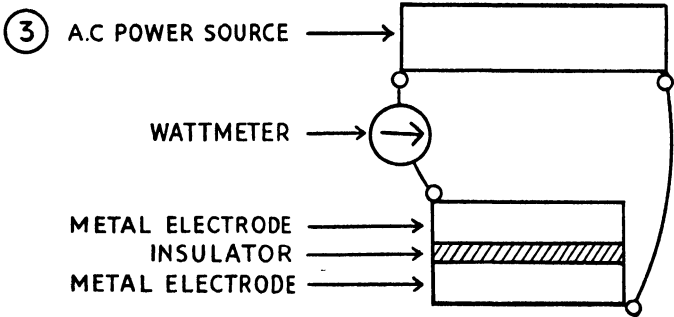 3 A.C POWER SOURCE
WATTMETER
METAL ELECTRODE
INSULATOR
METAL ELECTRODE